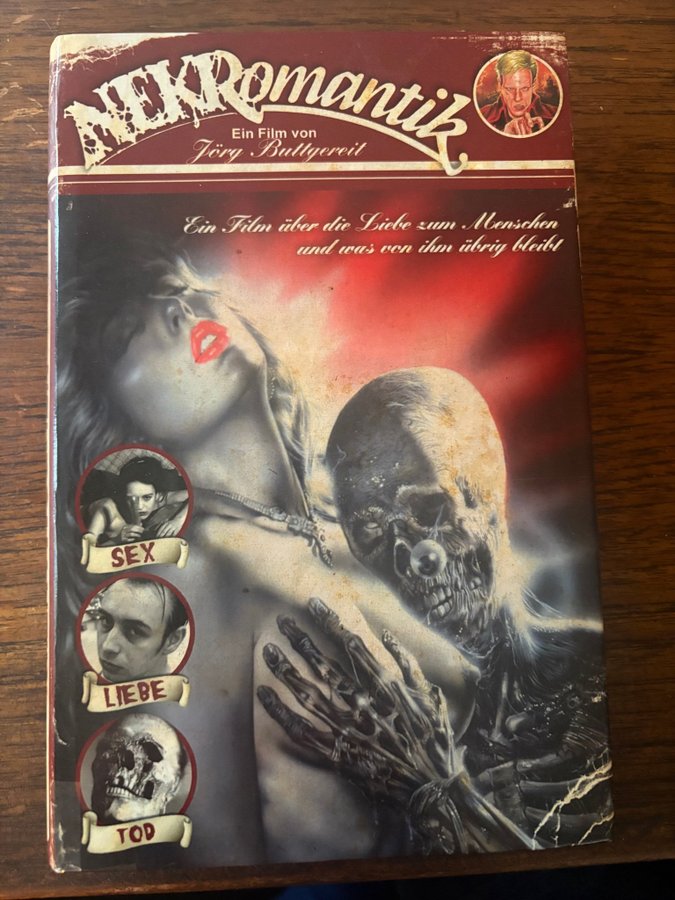 NEKRomantik
Ein Film von
Jörg Buttgereit
Ein Film über die Liebe zum Menschen
und was von ihm übrig bleibt
SEX
LIEBE
TOD